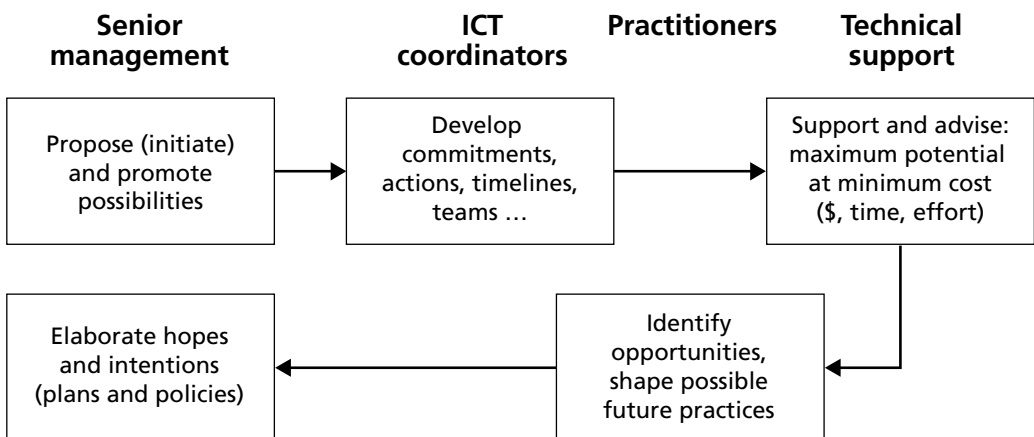 Senior
management
ICT
coordinators
Practitioners
Technical
support
Propose (initiate)
and promote
possibilities
Develop
commitments,
actions, timelines,
teams …
Support and advise:
maximum potential
at minimum cost
($, time, effort)
Elaborate hopes
and intentions
(plans and policies)
Identify
opportunities,
shape possible
future practices